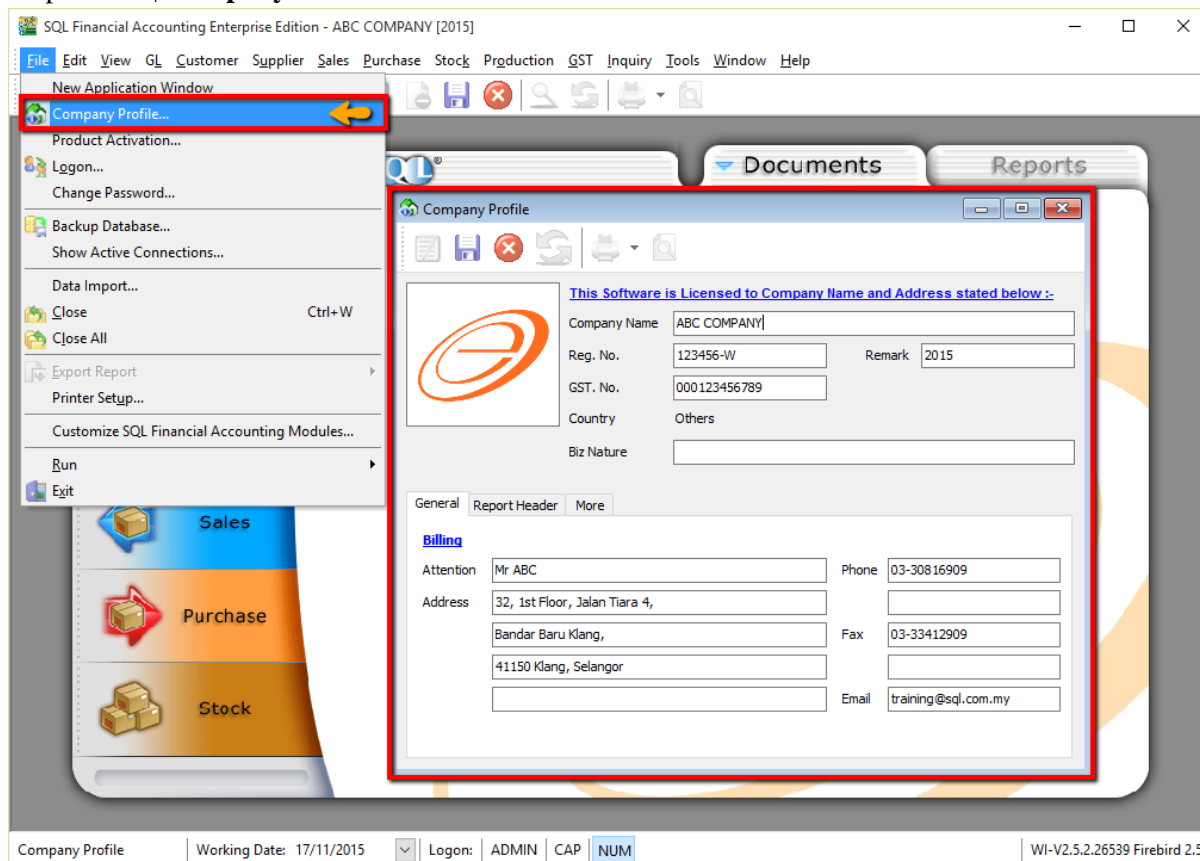 SQL Financial Accounting Enterprise Edition - ABC COMPANY [2015]
File Edit View GL Customer Supplier Sales Purchase Stock Production GST Inquiry Tools Window Help
New Application Window
Company Profile...
Product Activation...
Logon...
Change Password...
Backup Database...
Show Active Connections...
Data Import...
Close Ctrl+W
Close All
Export Report
Printer Setup...
Customize SQL Financial Accounting Modules...
Run
Exit
Documents
Reports
Company Profile
This Software is Licensed to Company Name and Address stated below :-
Company Name ABC COMPANY
Reg. No. 123456-W Remark 2015
GST. No. 000123456789
Country Others
Biz Nature
General Report Header More
Billing
Attention Mr ABC Phone 03-30816909
Address 32, 1st Floor, Jalan Tiara 4,
Bandar Baru Klang, Fax 03-33412909
41150 Klang, Selangor
Email training@sql.com.my
Sales
Purchase
Stock
Company Profile Working Date: 17/11/2015 Logon: ADMIN CAP NUM WI-V2.5.2.26539 Firebird 2.5